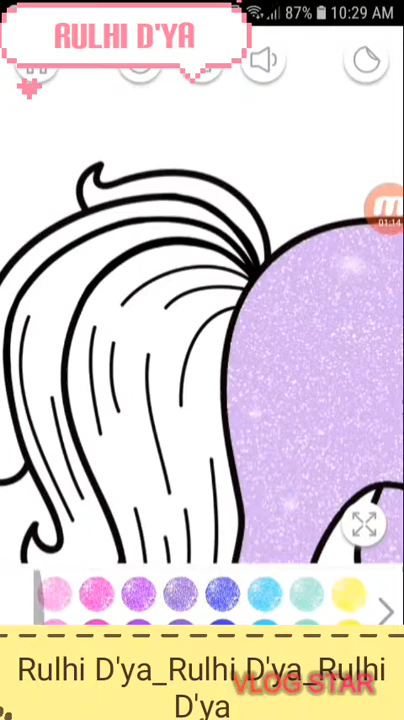 87% 10:29 AM
RULHI D'YA
01:14
Rulhi D'ya_Rulhi D'ya_Rulhi
D'ya
VLOG STAR